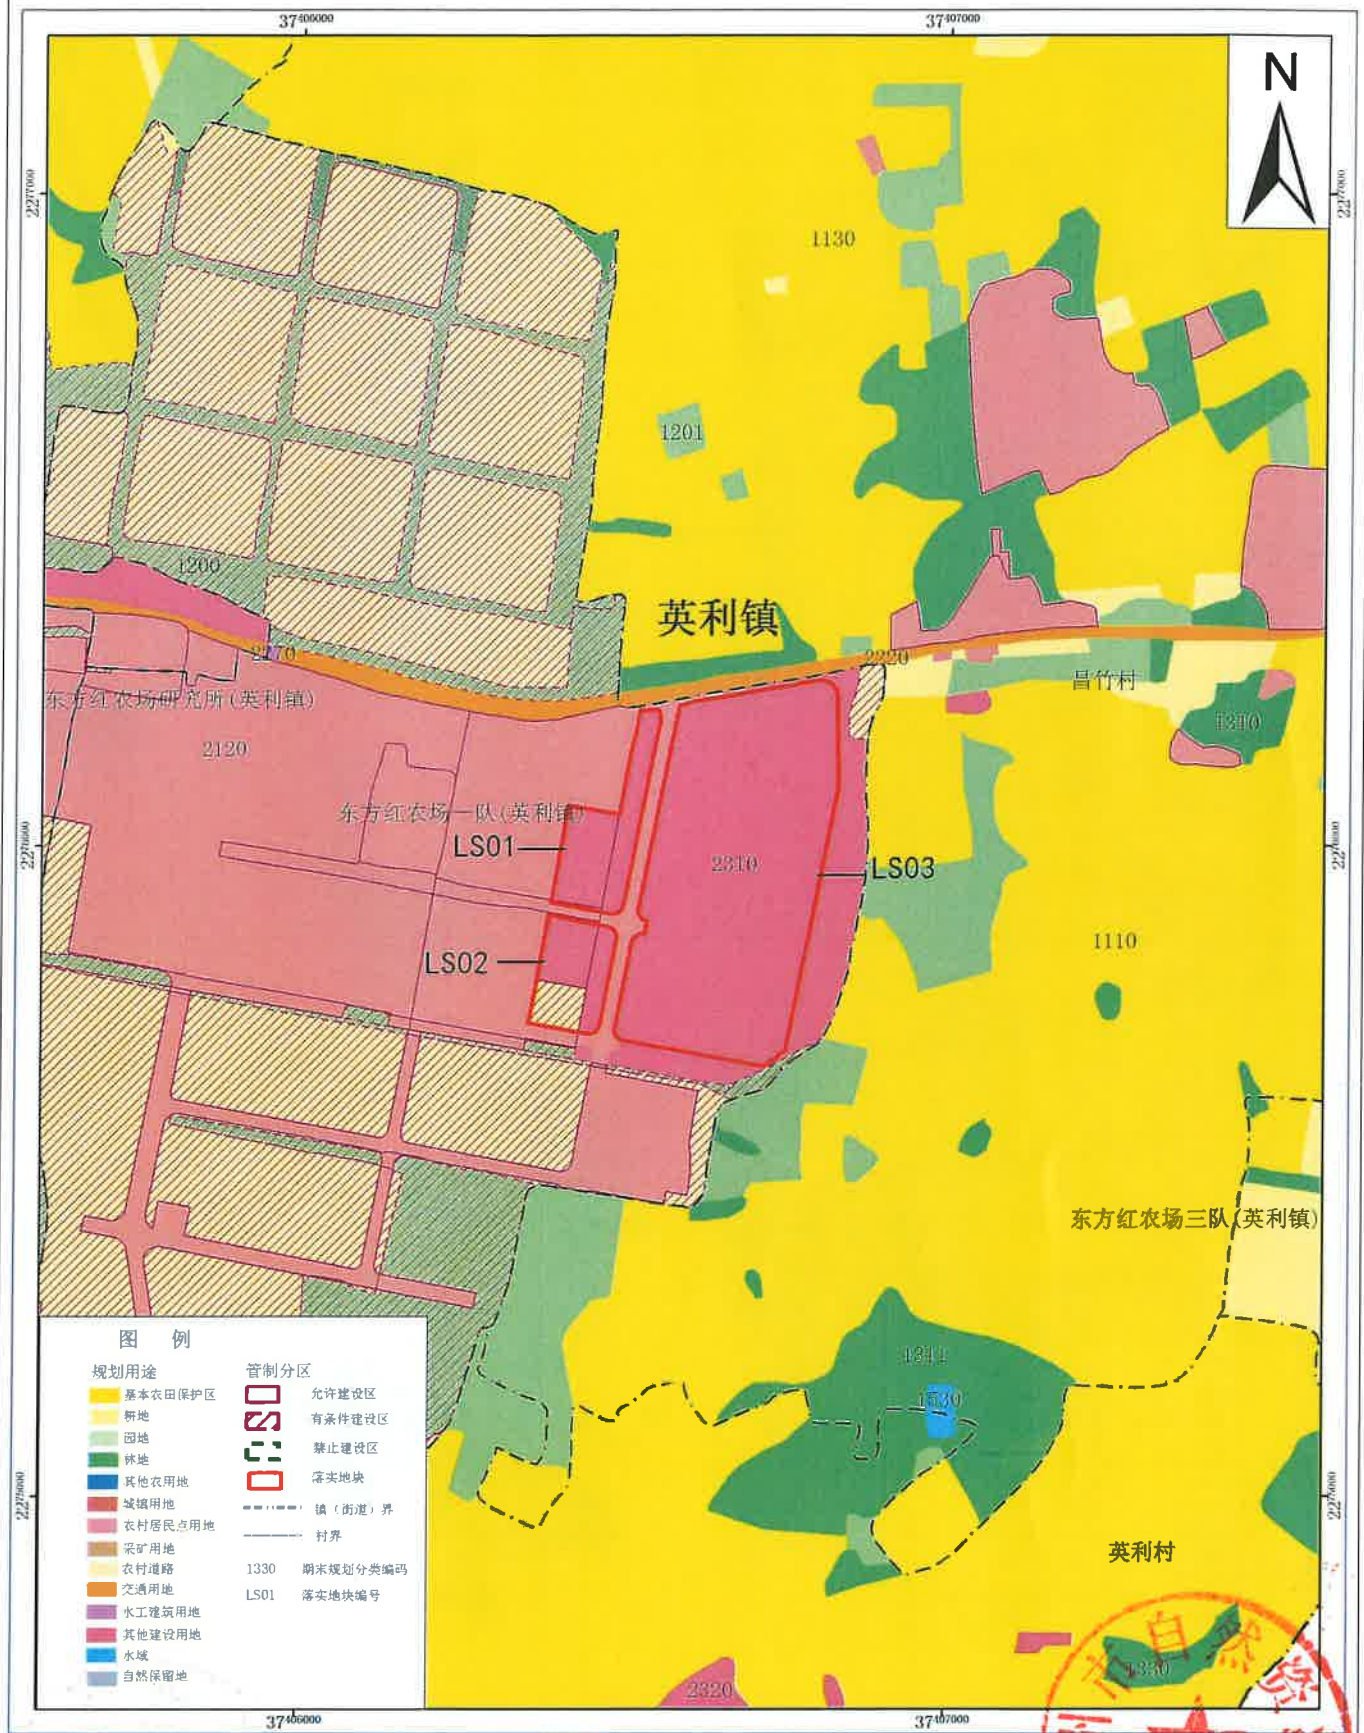 37406000
37407000
N
2277000
2277000
1130
1201
1200
英利镇
2170
2220
昌竹村
东方红农场研究所(英利镇)
1310
2120
东方红农场一队(英利镇)
LS01
2310
LS03
2276000
2276000
1110
LS02
东方红农场三队(英利镇)
1311
1530
2275000
2275000
英利村
1330
2320
图 例
规划用途
管制分区
基本农田保护区
耕地
园地
林地
其他农用地
城镇用地
农村居民点用地
采矿用地
农村道路
交通用地
水工建筑用地
其他建设用地
水域
自然保留地
允许建设区
有条件建设区
禁止建设区
落实地块
镇（街道）界
村界
1330 期末规划分类编码
LS01 落实地块编号
市自然资
37406000
37407000